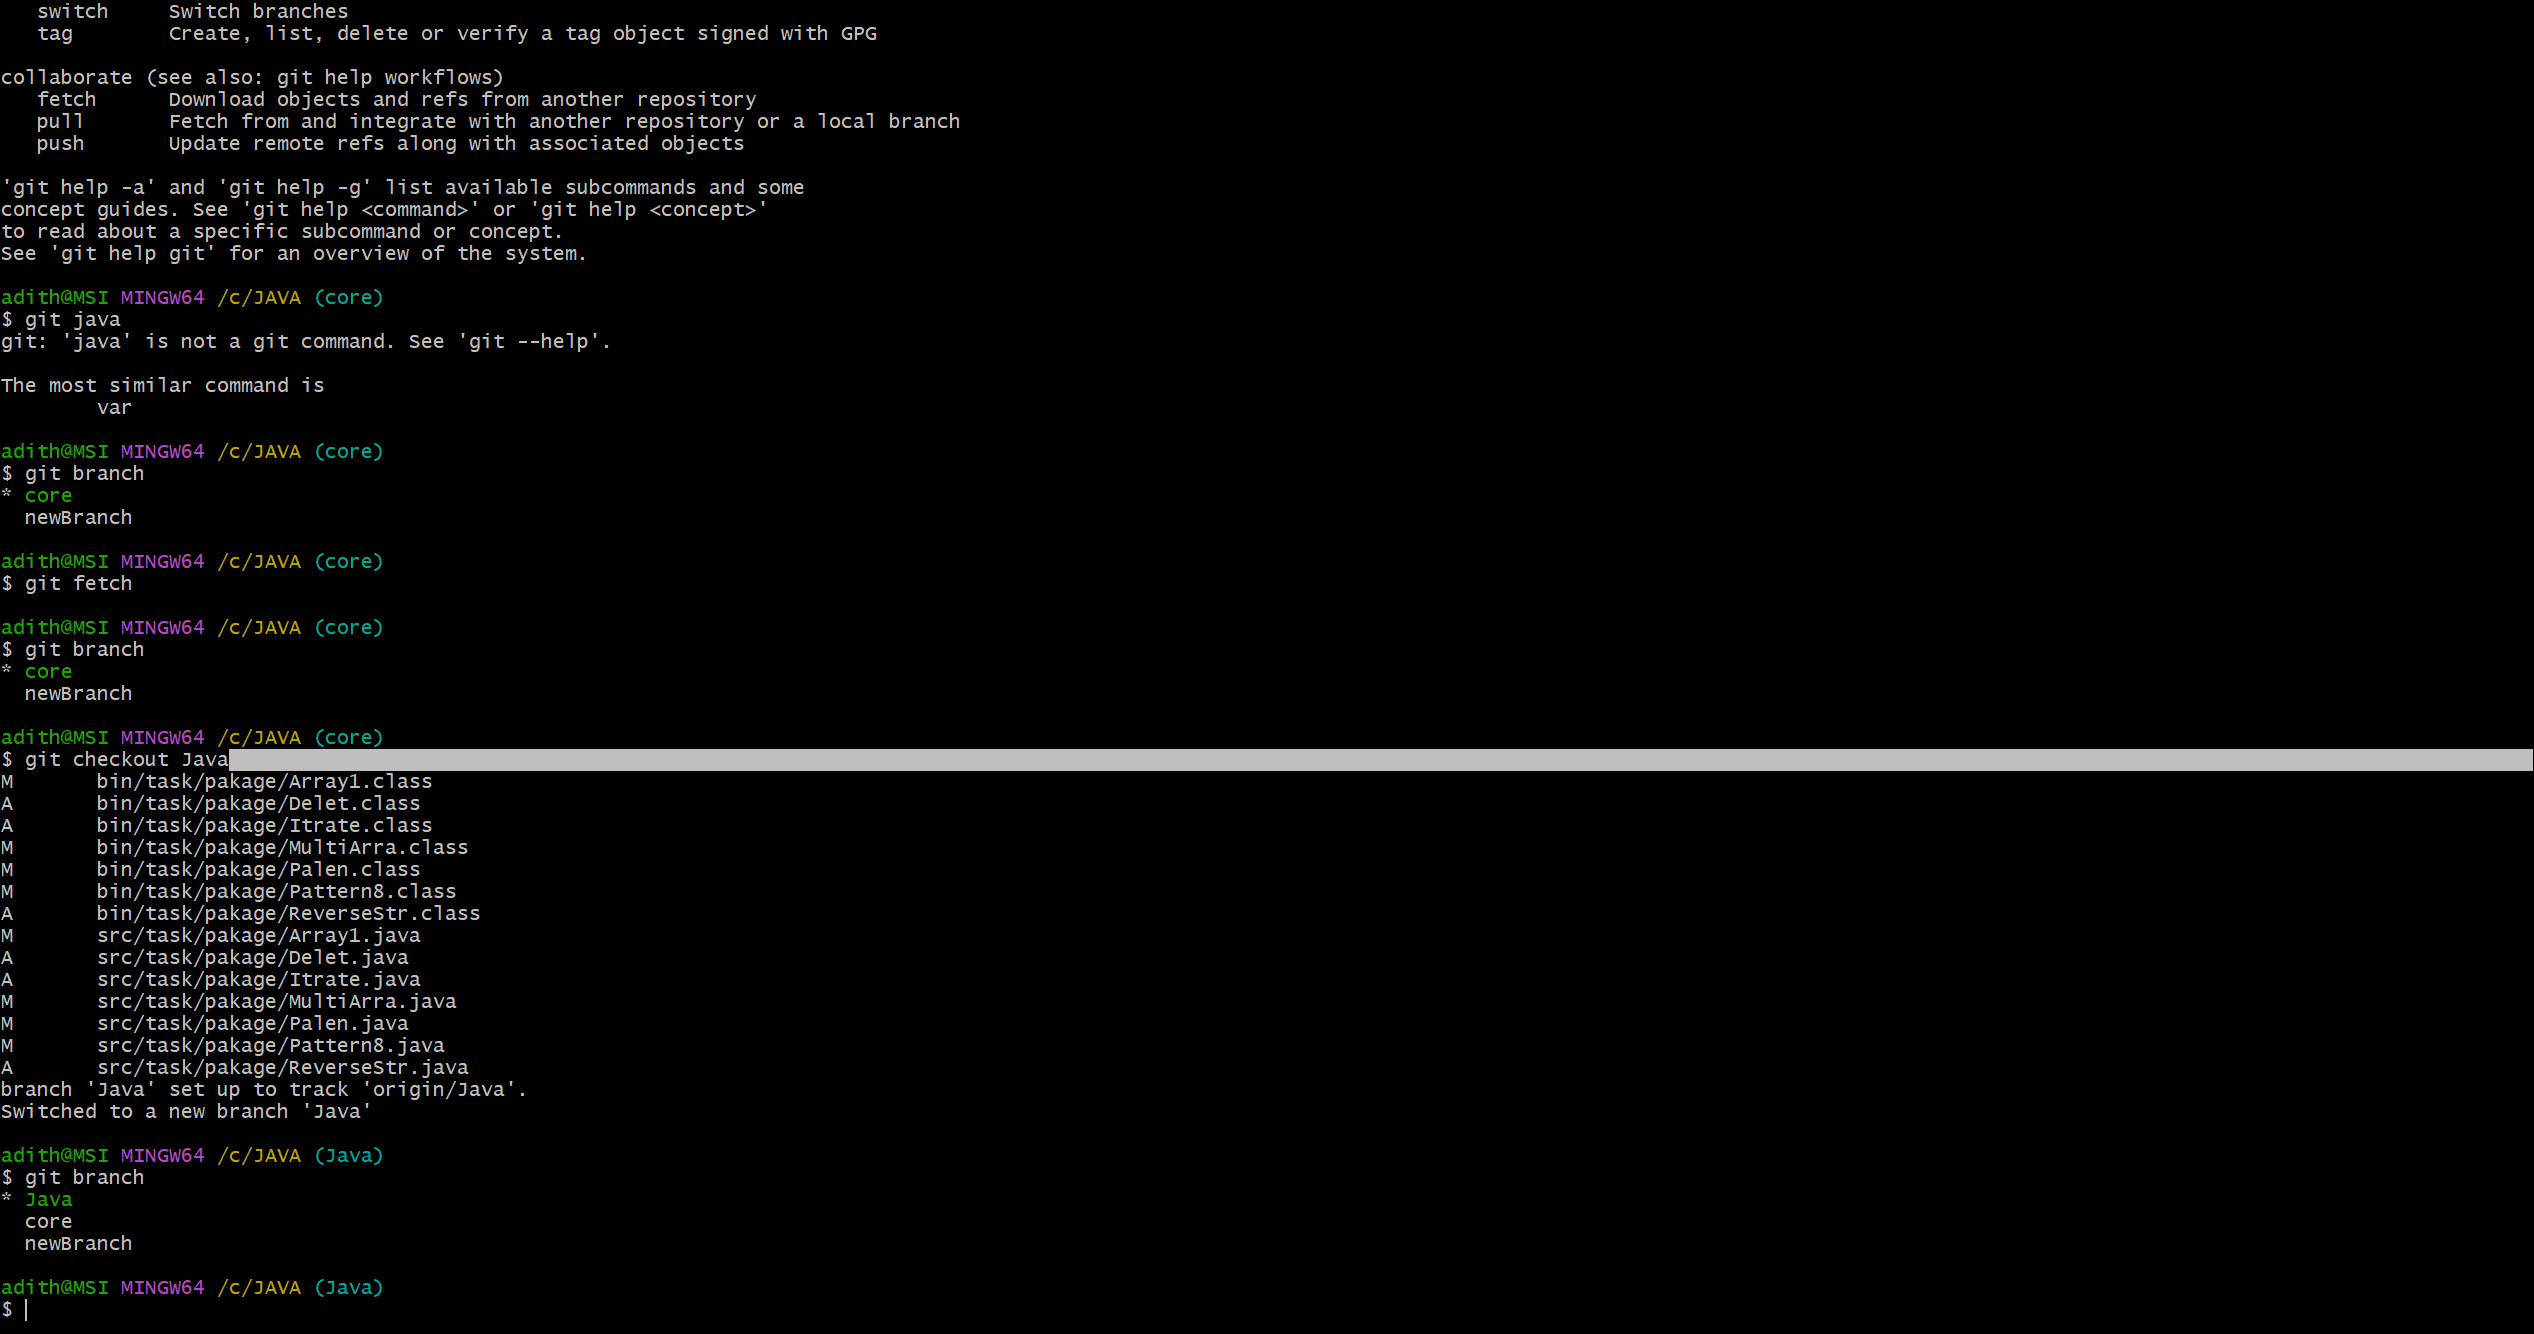 switch     Switch branches
   tag        Create, list, delete or verify a tag object signed with GPG

collaborate (see also: git help workflows)
   fetch      Download objects and refs from another repository
   pull       Fetch from and integrate with another repository or a local branch
   push       Update remote refs along with associated objects

'git help -a' and 'git help -g' list available subcommands and some
concept guides. See 'git help <command>' or 'git help <concept>'
to read about a specific subcommand or concept.
See 'git help git' for an overview of the system.

adith@MSI MINGW64 /c/JAVA (core)
$ git java
git: 'java' is not a git command. See 'git --help'.

The most similar command is
        var

adith@MSI MINGW64 /c/JAVA (core)
$ git branch
* core
  newBranch

adith@MSI MINGW64 /c/JAVA (core)
$ git fetch

adith@MSI MINGW64 /c/JAVA (core)
$ git branch
* core
  newBranch

adith@MSI MINGW64 /c/JAVA (core)
$ git checkout Java
M       bin/task/pakage/Array1.class
A       bin/task/pakage/Delet.class
A       bin/task/pakage/Itrate.class
M       bin/task/pakage/MultiArra.class
M       bin/task/pakage/Palen.class
M       bin/task/pakage/Pattern8.class
A       bin/task/pakage/ReverseStr.class
M       src/task/pakage/Array1.java
A       src/task/pakage/Delet.java
A       src/task/pakage/Itrate.java
M       src/task/pakage/MultiArra.java
M       src/task/pakage/Palen.java
M       src/task/pakage/Pattern8.java
A       src/task/pakage/ReverseStr.java
branch 'Java' set up to track 'origin/Java'.
Switched to a new branch 'Java'

adith@MSI MINGW64 /c/JAVA (Java)
$ git branch
* Java
  core
  newBranch

adith@MSI MINGW64 /c/JAVA (Java)
$